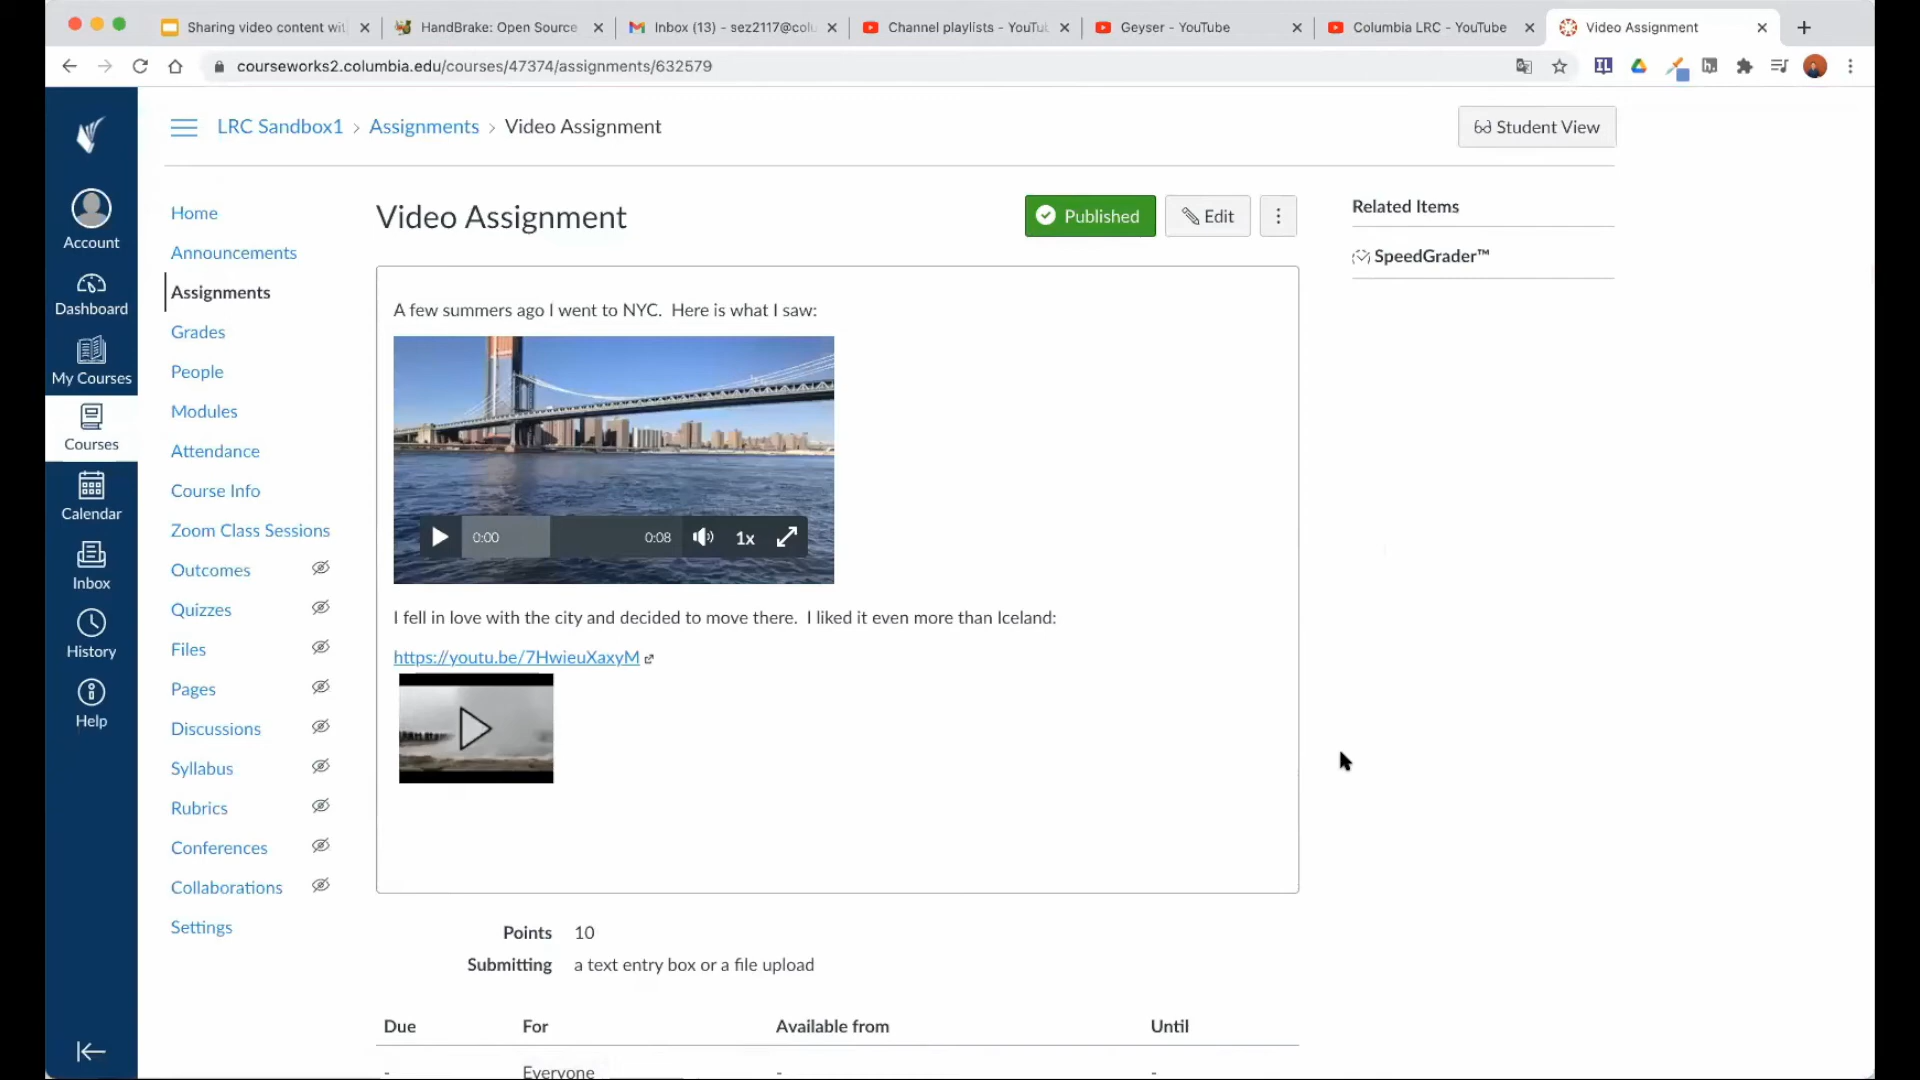 Sharing video content wit
HandBrake: Open Source
Inbox (13) - sez2117@colu
Channel playlists - YouTub
Geyser - YouTube
Columbia LRC - YouTube
Video Assignment
courseworks2.columbia.edu/courses/47374/assignments/632579
LRC Sandbox1 › Assignments › Video Assignment
Student View
Account
Dashboard
My Courses
Courses
Calendar
Inbox
History
Help
Home
Announcements
Assignments
Grades
People
Modules
Attendance
Course Info
Zoom Class Sessions
Outcomes
Quizzes
Files
Pages
Discussions
Syllabus
Rubrics
Conferences
Collaborations
Settings
Video Assignment
Published
Edit
A few summers ago I went to NYC. Here is what I saw:
0:00 0:08 1x
I fell in love with the city and decided to move there. I liked it even more than Iceland:
https://youtu.be/7HwieuXaxyM
Points 10
Submitting a text entry box or a file upload
Due For Available from Until
- Everyone - -
Related Items
SpeedGrader™